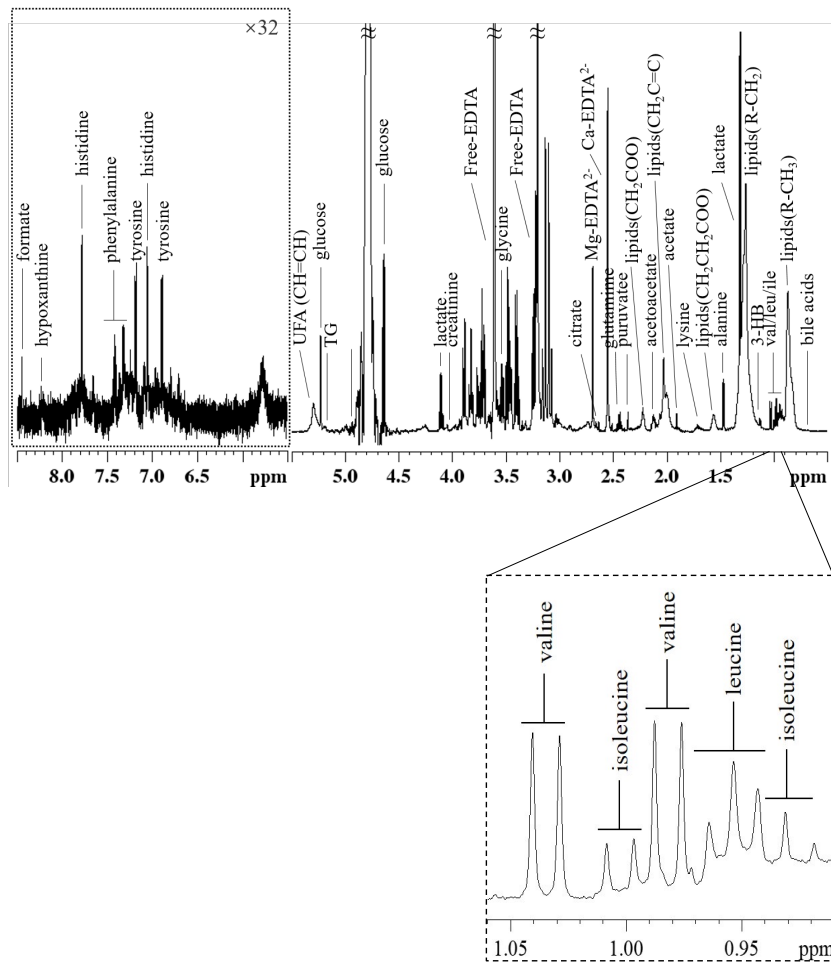 ×32
formate
hypoxanthine
histidine
phenylalanine
tyrosine
histidine
tyrosine
UFA (CH=CH)
glucose
TG
glucose
lactate
creatinine
Free-EDTA
glycine
Free-EDTA
citrate
Mg-EDTA2-
Ca-EDTA2-
glutamime
puruvatee
lipids(CH2COO)
acetoacetate
lipids(CH2C=C)
acetate
lysine
lipids(CH2CH2COO)
alanine
lactate
lipids( R-CH2)
3-HB
val/leu/ile
lipids(R-CH3)
bile acids
8.0 7.5 7.0 6.5 ppm
5.0 4.5 4.0 3.5 3.0 2.5 2.0 1.5 ppm
valine
isoleucine
valine
leucine
isoleucine
1.05 1.00 0.95 ppm